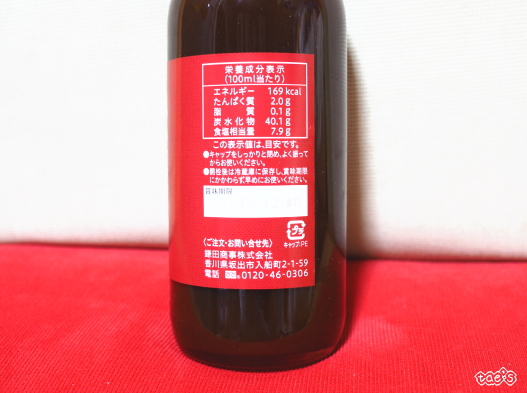 栄養成分表示
(100ml当たり)
エネルギー 169 kcal
たんぱく質 2.0 g
脂質 0.1 g
炭水化物 40.1 g
食塩相当量 7.9 g
この表示値は、目安です。
●キャップをしっかりと閉め、よく振って
からお使いください。
●開栓後は冷蔵庫に保存し、賞味期限
にかかわらず早めにお使いください。
賞味期限
プラ
キャップ:PE
〈ご注文・お問い合せ先〉
鎌田商事株式会社
香川県坂出市入船町2-1-59
電話 0120-46-0306
tae's